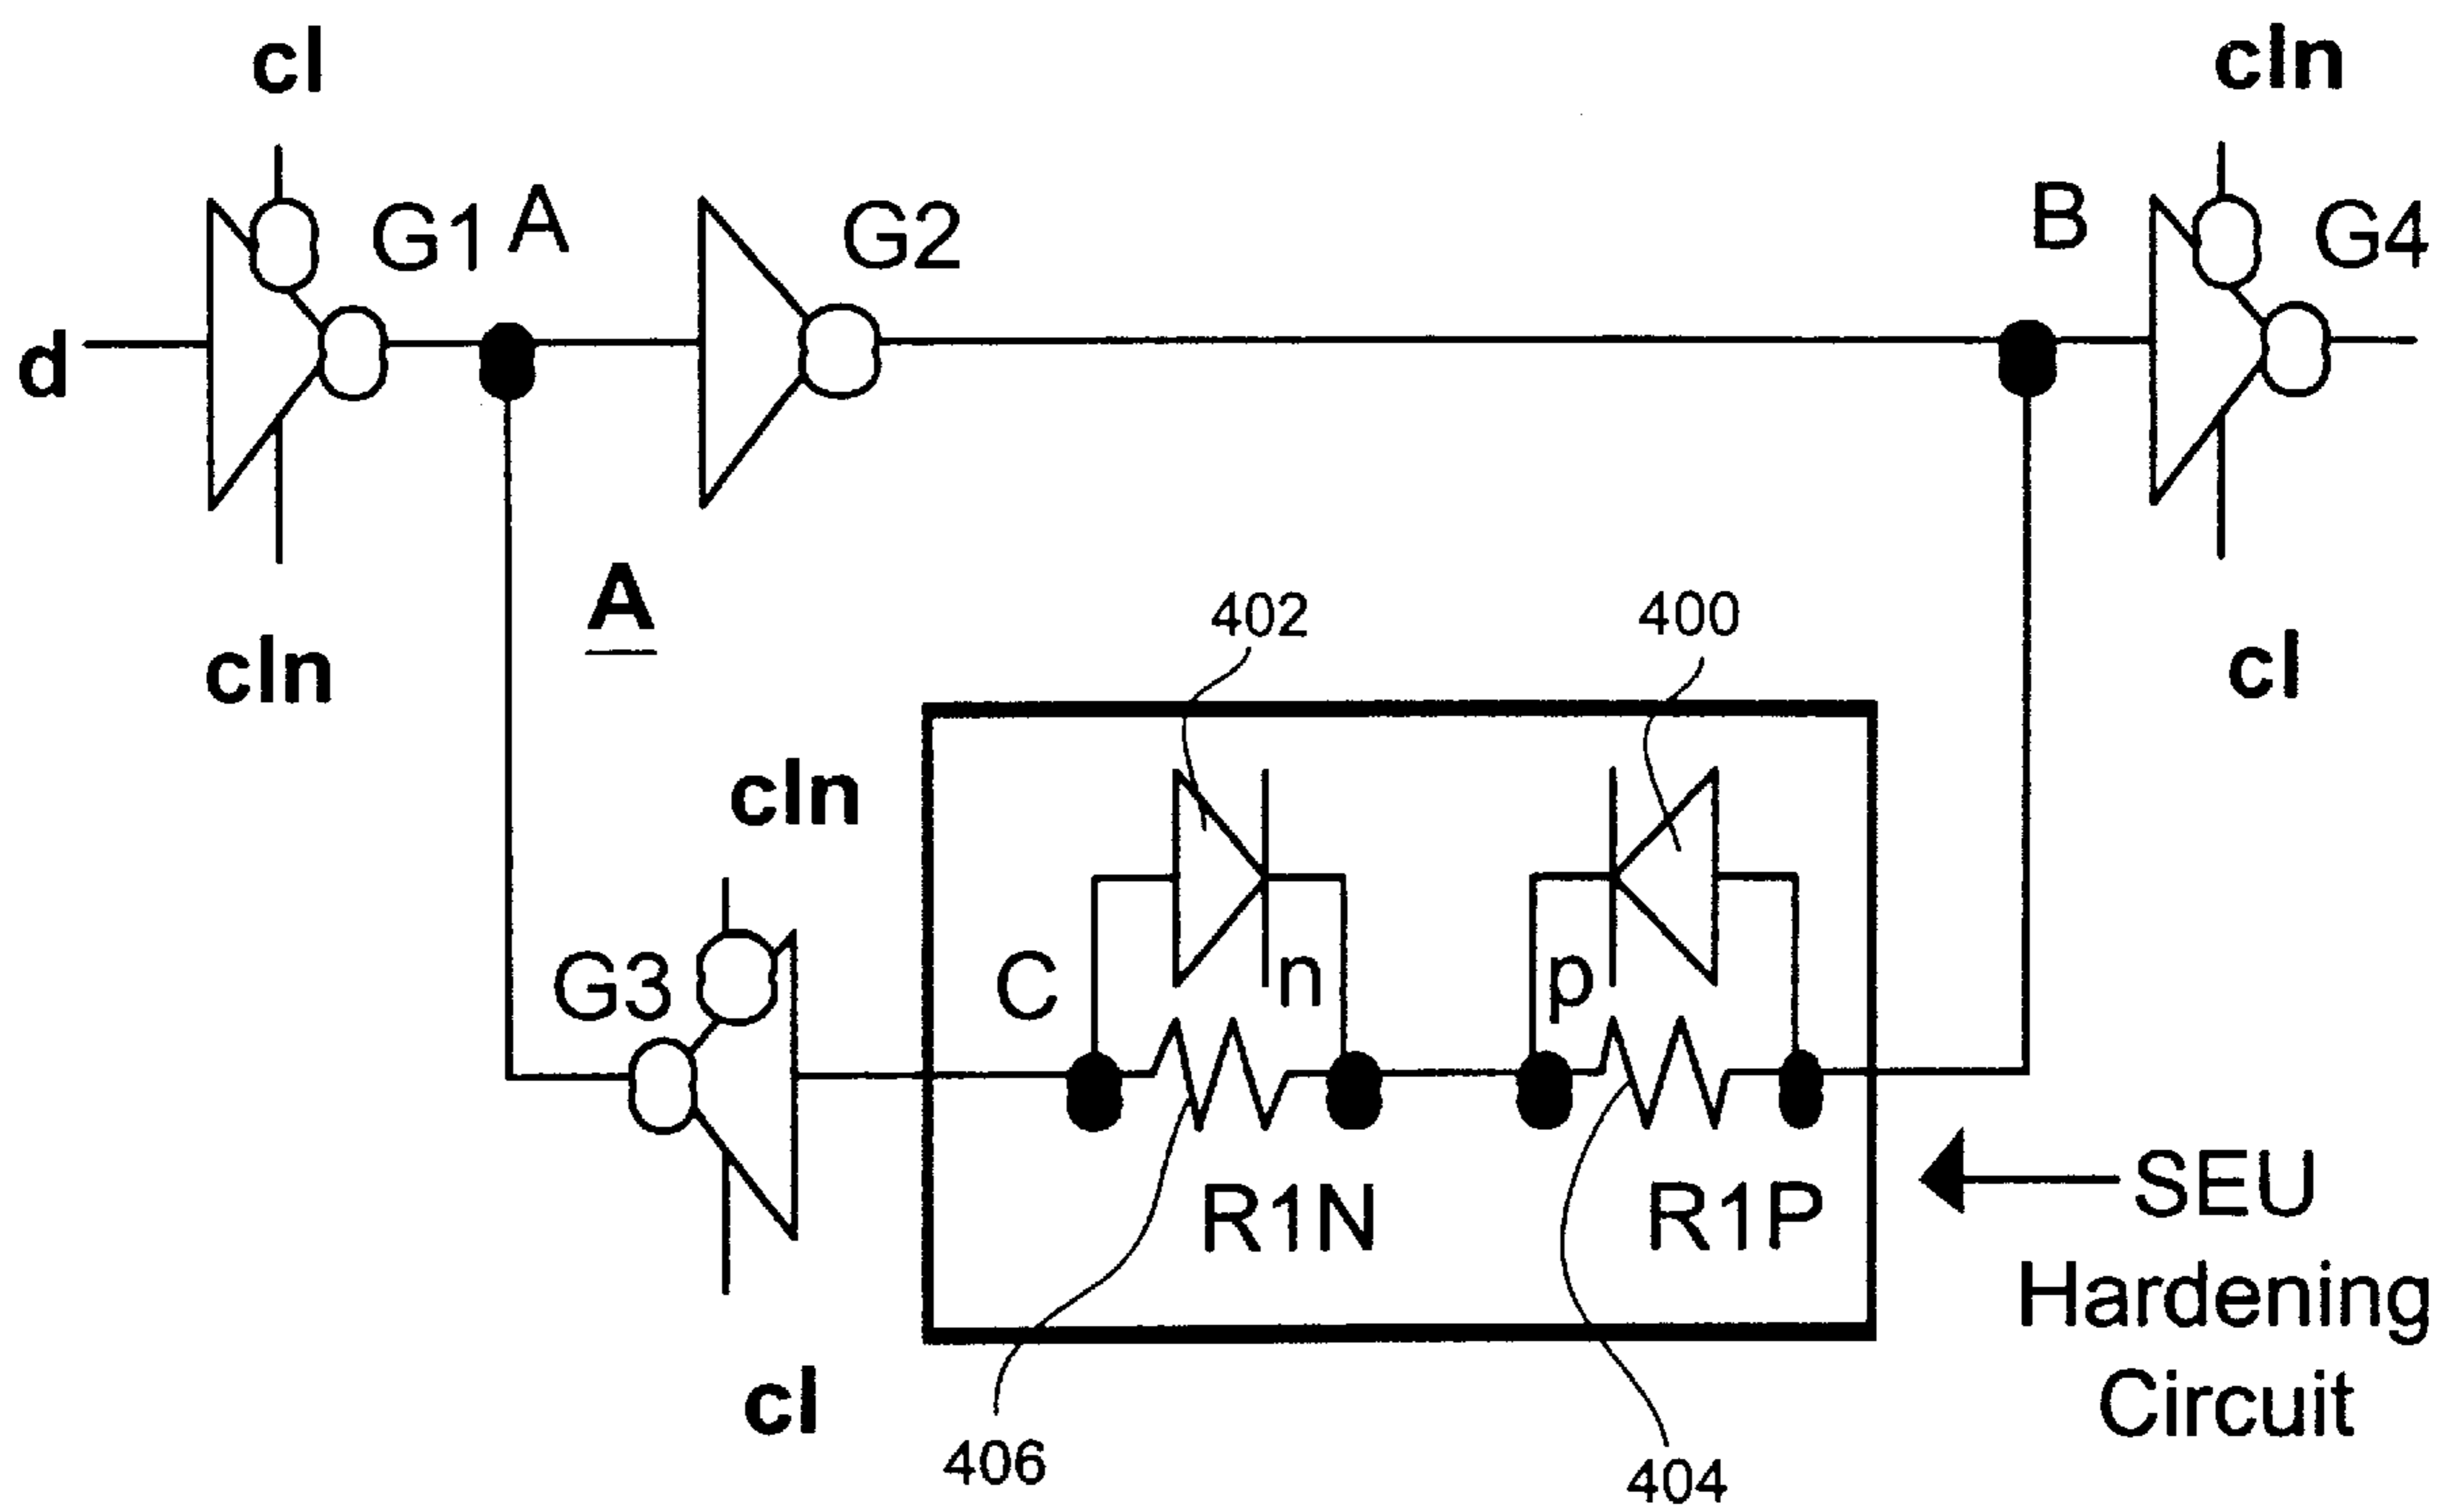 cl
cln
G1
A
G2
B
G4
d
A
402
400
cln
cl
cln
G3
C
n
p
R1N
R1P
SEU
Hardening
Circuit
cl
406
404